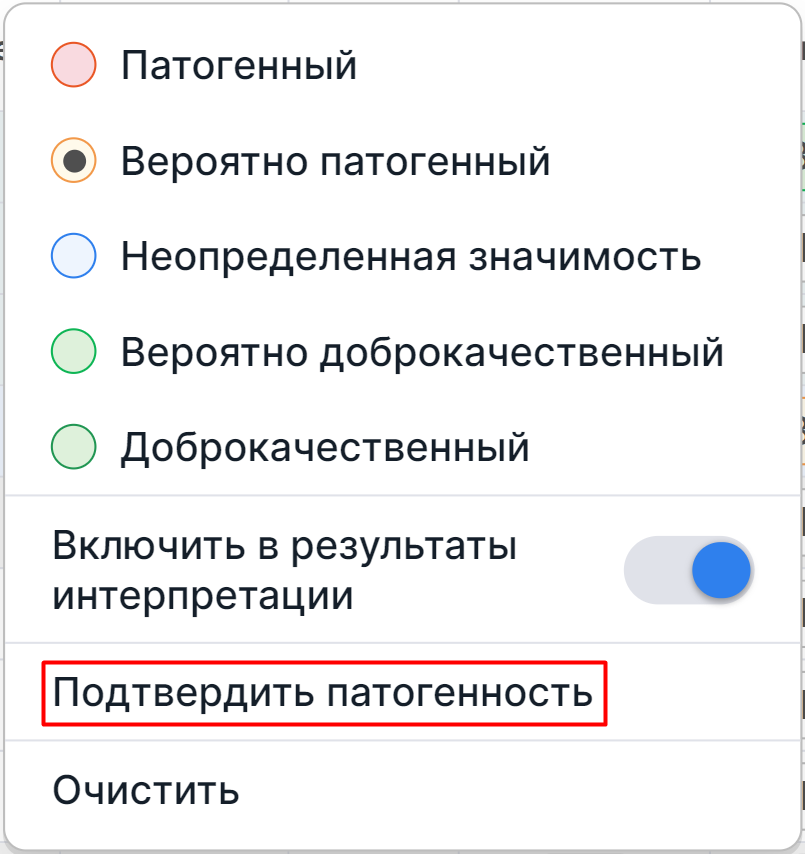 Патогенный
Вероятно патогенный
Неопределенная значимость
Вероятно доброкачественный
Доброкачественный
Включить в результаты
интерпретации
Подтвердить патогенность
Очистить